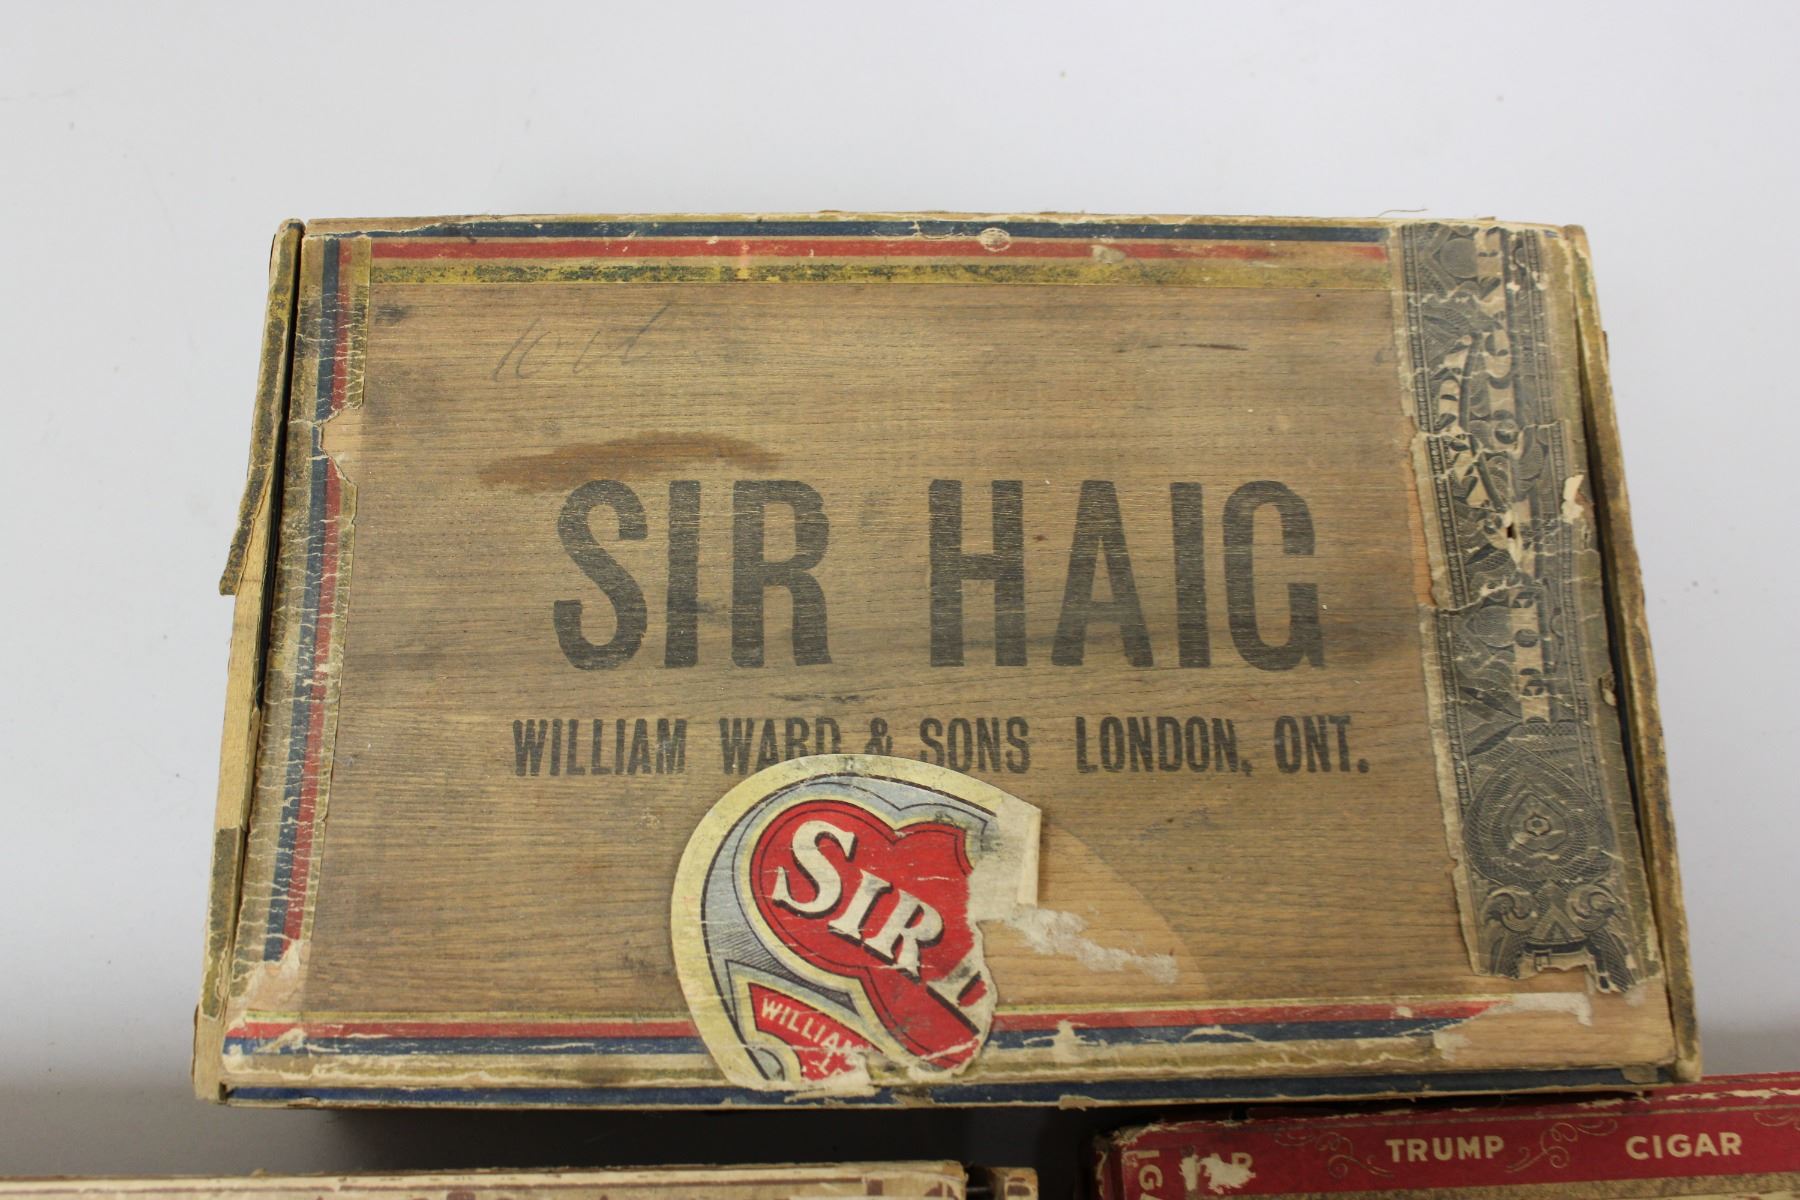 SIR HAIG
WILLIAM WARD & SONS LONDON, ONT.
SIR
WILLIAM
TRUMP CIGAR